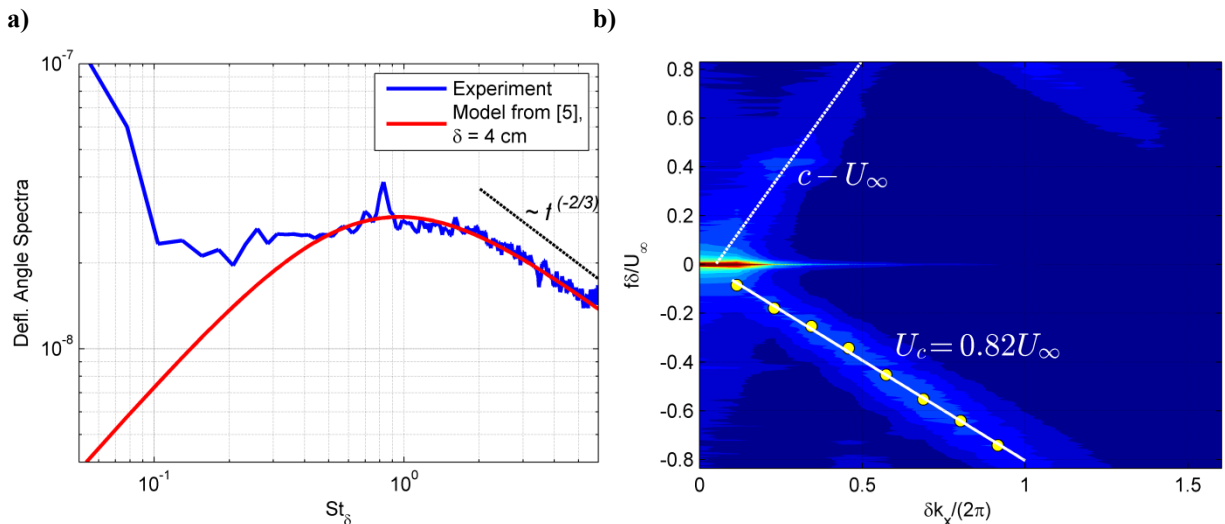 a)
b)
10^-7
10^-8
Defl. Angle Spectra
Experiment
Model from [5],
δ = 4 cm
~ f^(-2/3)
10^-1
10^0
St_δ
0.8
0.6
0.4
0.2
0
-0.2
-0.4
-0.6
-0.8
fδ/U_∞
c − U_∞
U_c = 0.82U_∞
0 0.5 1 1.5
δk_x/(2π)